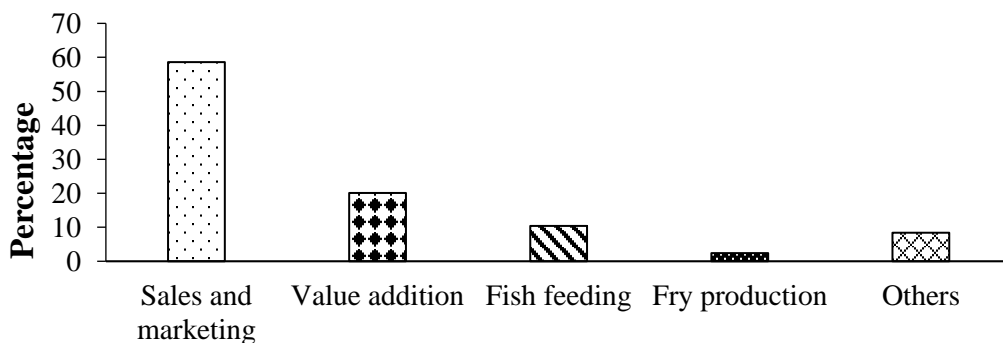 Percentage
70
60
50
40
30
20
10
0
Sales and
marketing
Value addition
Fish feeding
Fry production
Others